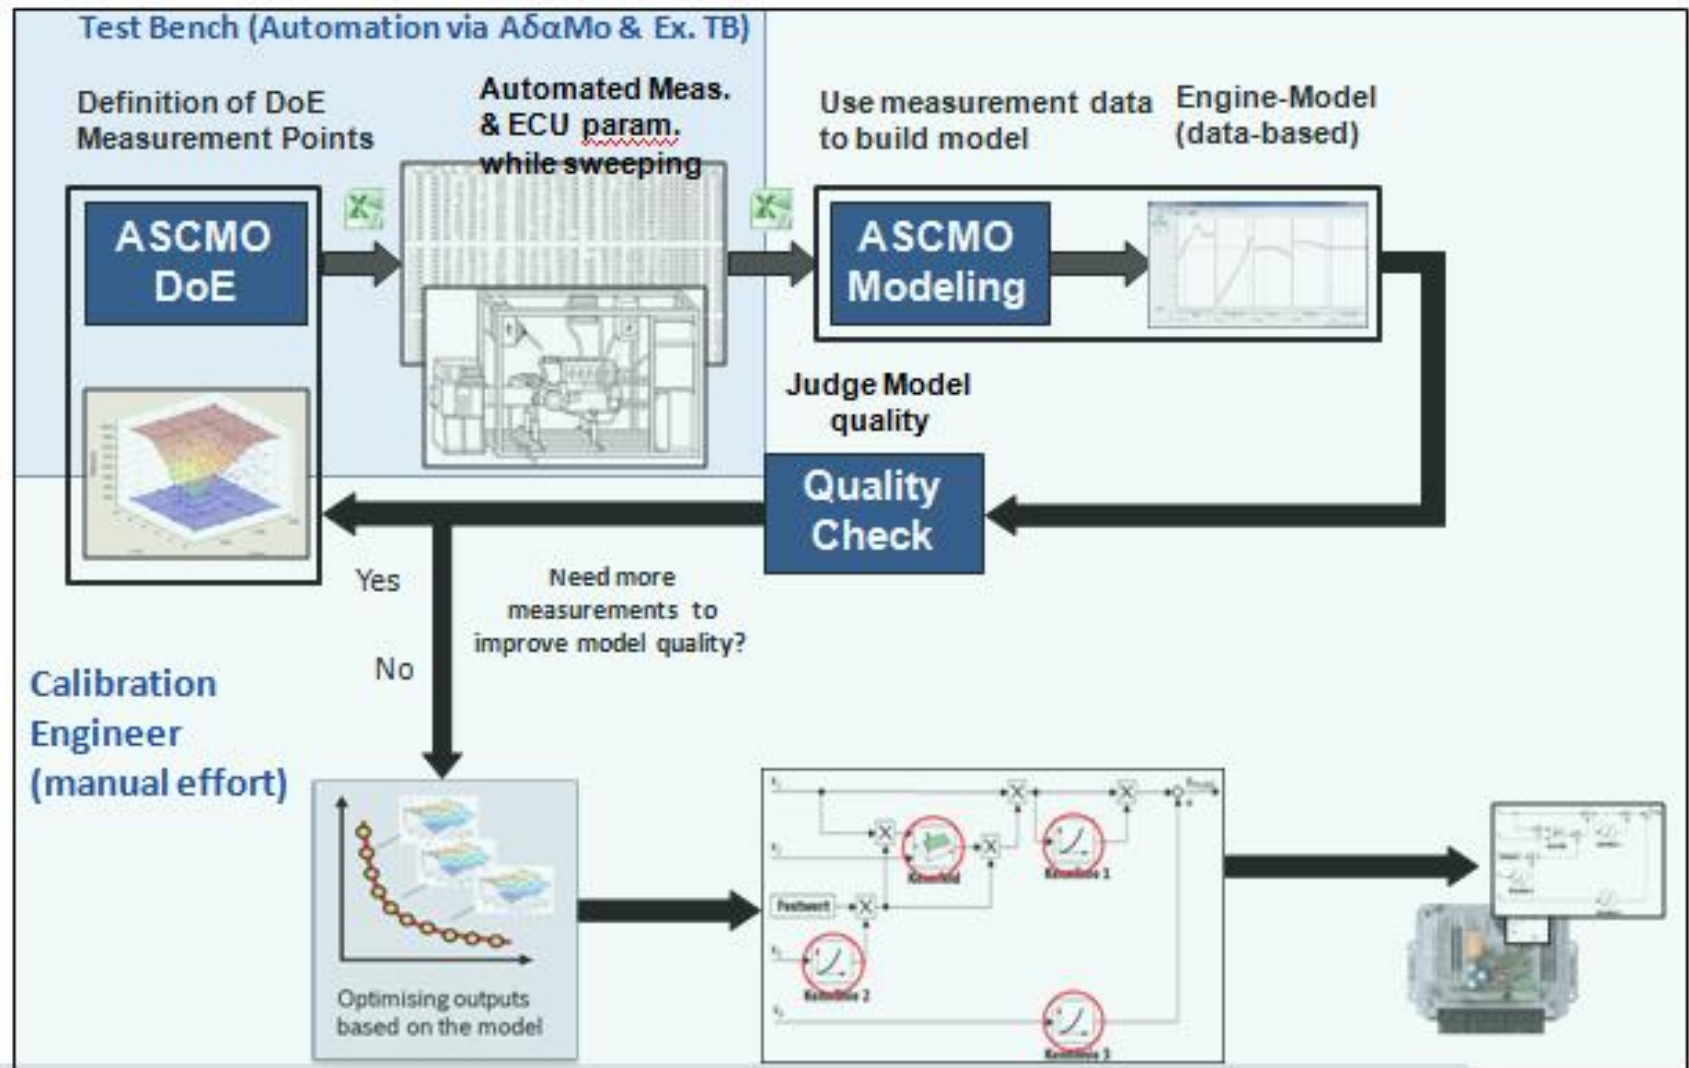 Test Bench (Automation via AδαMo & Ex. TB)
Definition of DoE
Measurement Points
Automated Meas.
& ECU param.
while sweeping
Use measurement data
to build model
Engine-Model
(data-based)
ASCMO
DoE
ASCMO
Modeling
Judge Model
quality
Quality
Check
Yes
Need more
measurements to
improve model quality?
No
Calibration
Engineer
(manual effort)
Optimising outputs
based on the model
Kennfeld
Kennlinie 1
Festwert
Kennlinie 2
Kennlinie 3